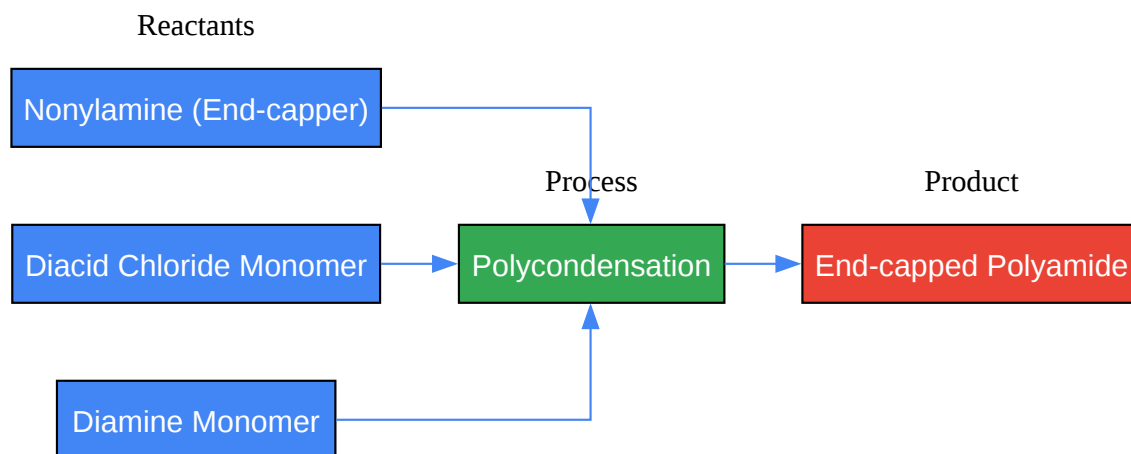 Reactants
Nonylamine (End-capper)
Process
Product
Diacid Chloride Monomer
Polycondensation
End-capped Polyamide
Diamine Monomer